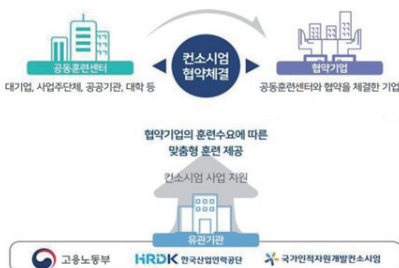 컨소시엄
협약체결
공동훈련센터
협약기업
대기업, 사업주단체, 공공기관, 대학 등
공동훈련센터와 협약을 체결한 기업
협약기업의 훈련수요에 따른
맞춤형 훈련 제공
컨소시엄 사업 지원
유관기관
고용노동부
HRDK 한국산업인력공단
국가인적자원개발컨소시엄